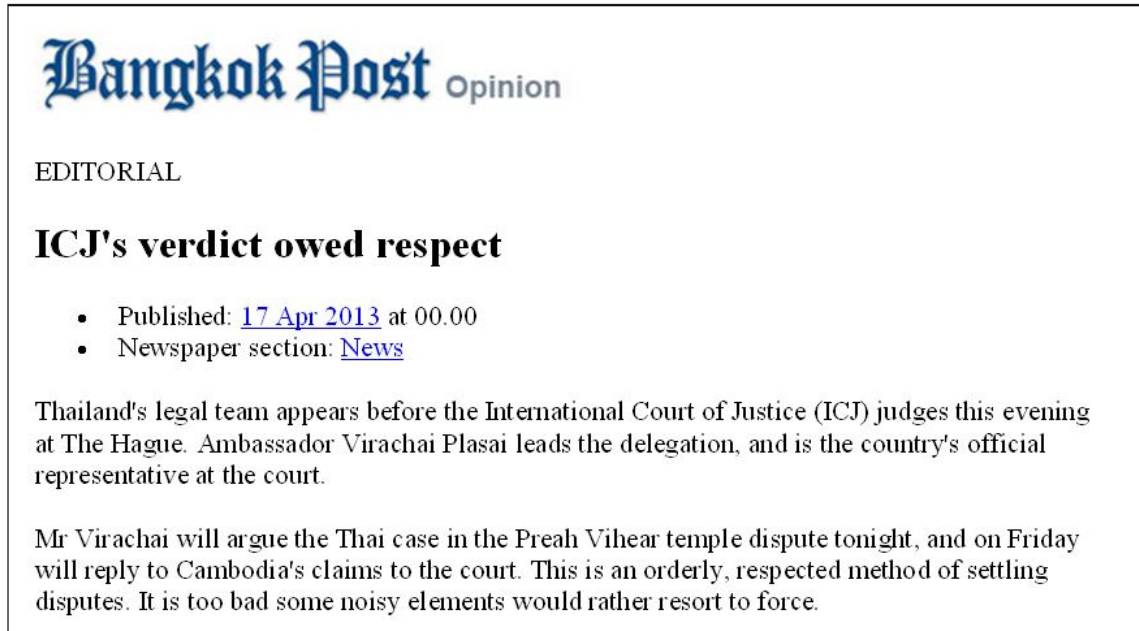 Bangkok Post Opinion
EDITORIAL
ICJ's verdict owed respect
• Published: 17 Apr 2013 at 00.00
• Newspaper section: News
Thailand's legal team appears before the International Court of Justice (ICJ) judges this evening
at The Hague. Ambassador Virachai Plasai leads the delegation, and is the country's official
representative at the court.
Mr Virachai will argue the Thai case in the Preah Vihear temple dispute tonight, and on Friday
will reply to Cambodia's claims to the court. This is an orderly, respected method of settling
disputes. It is too bad some noisy elements would rather resort to force.